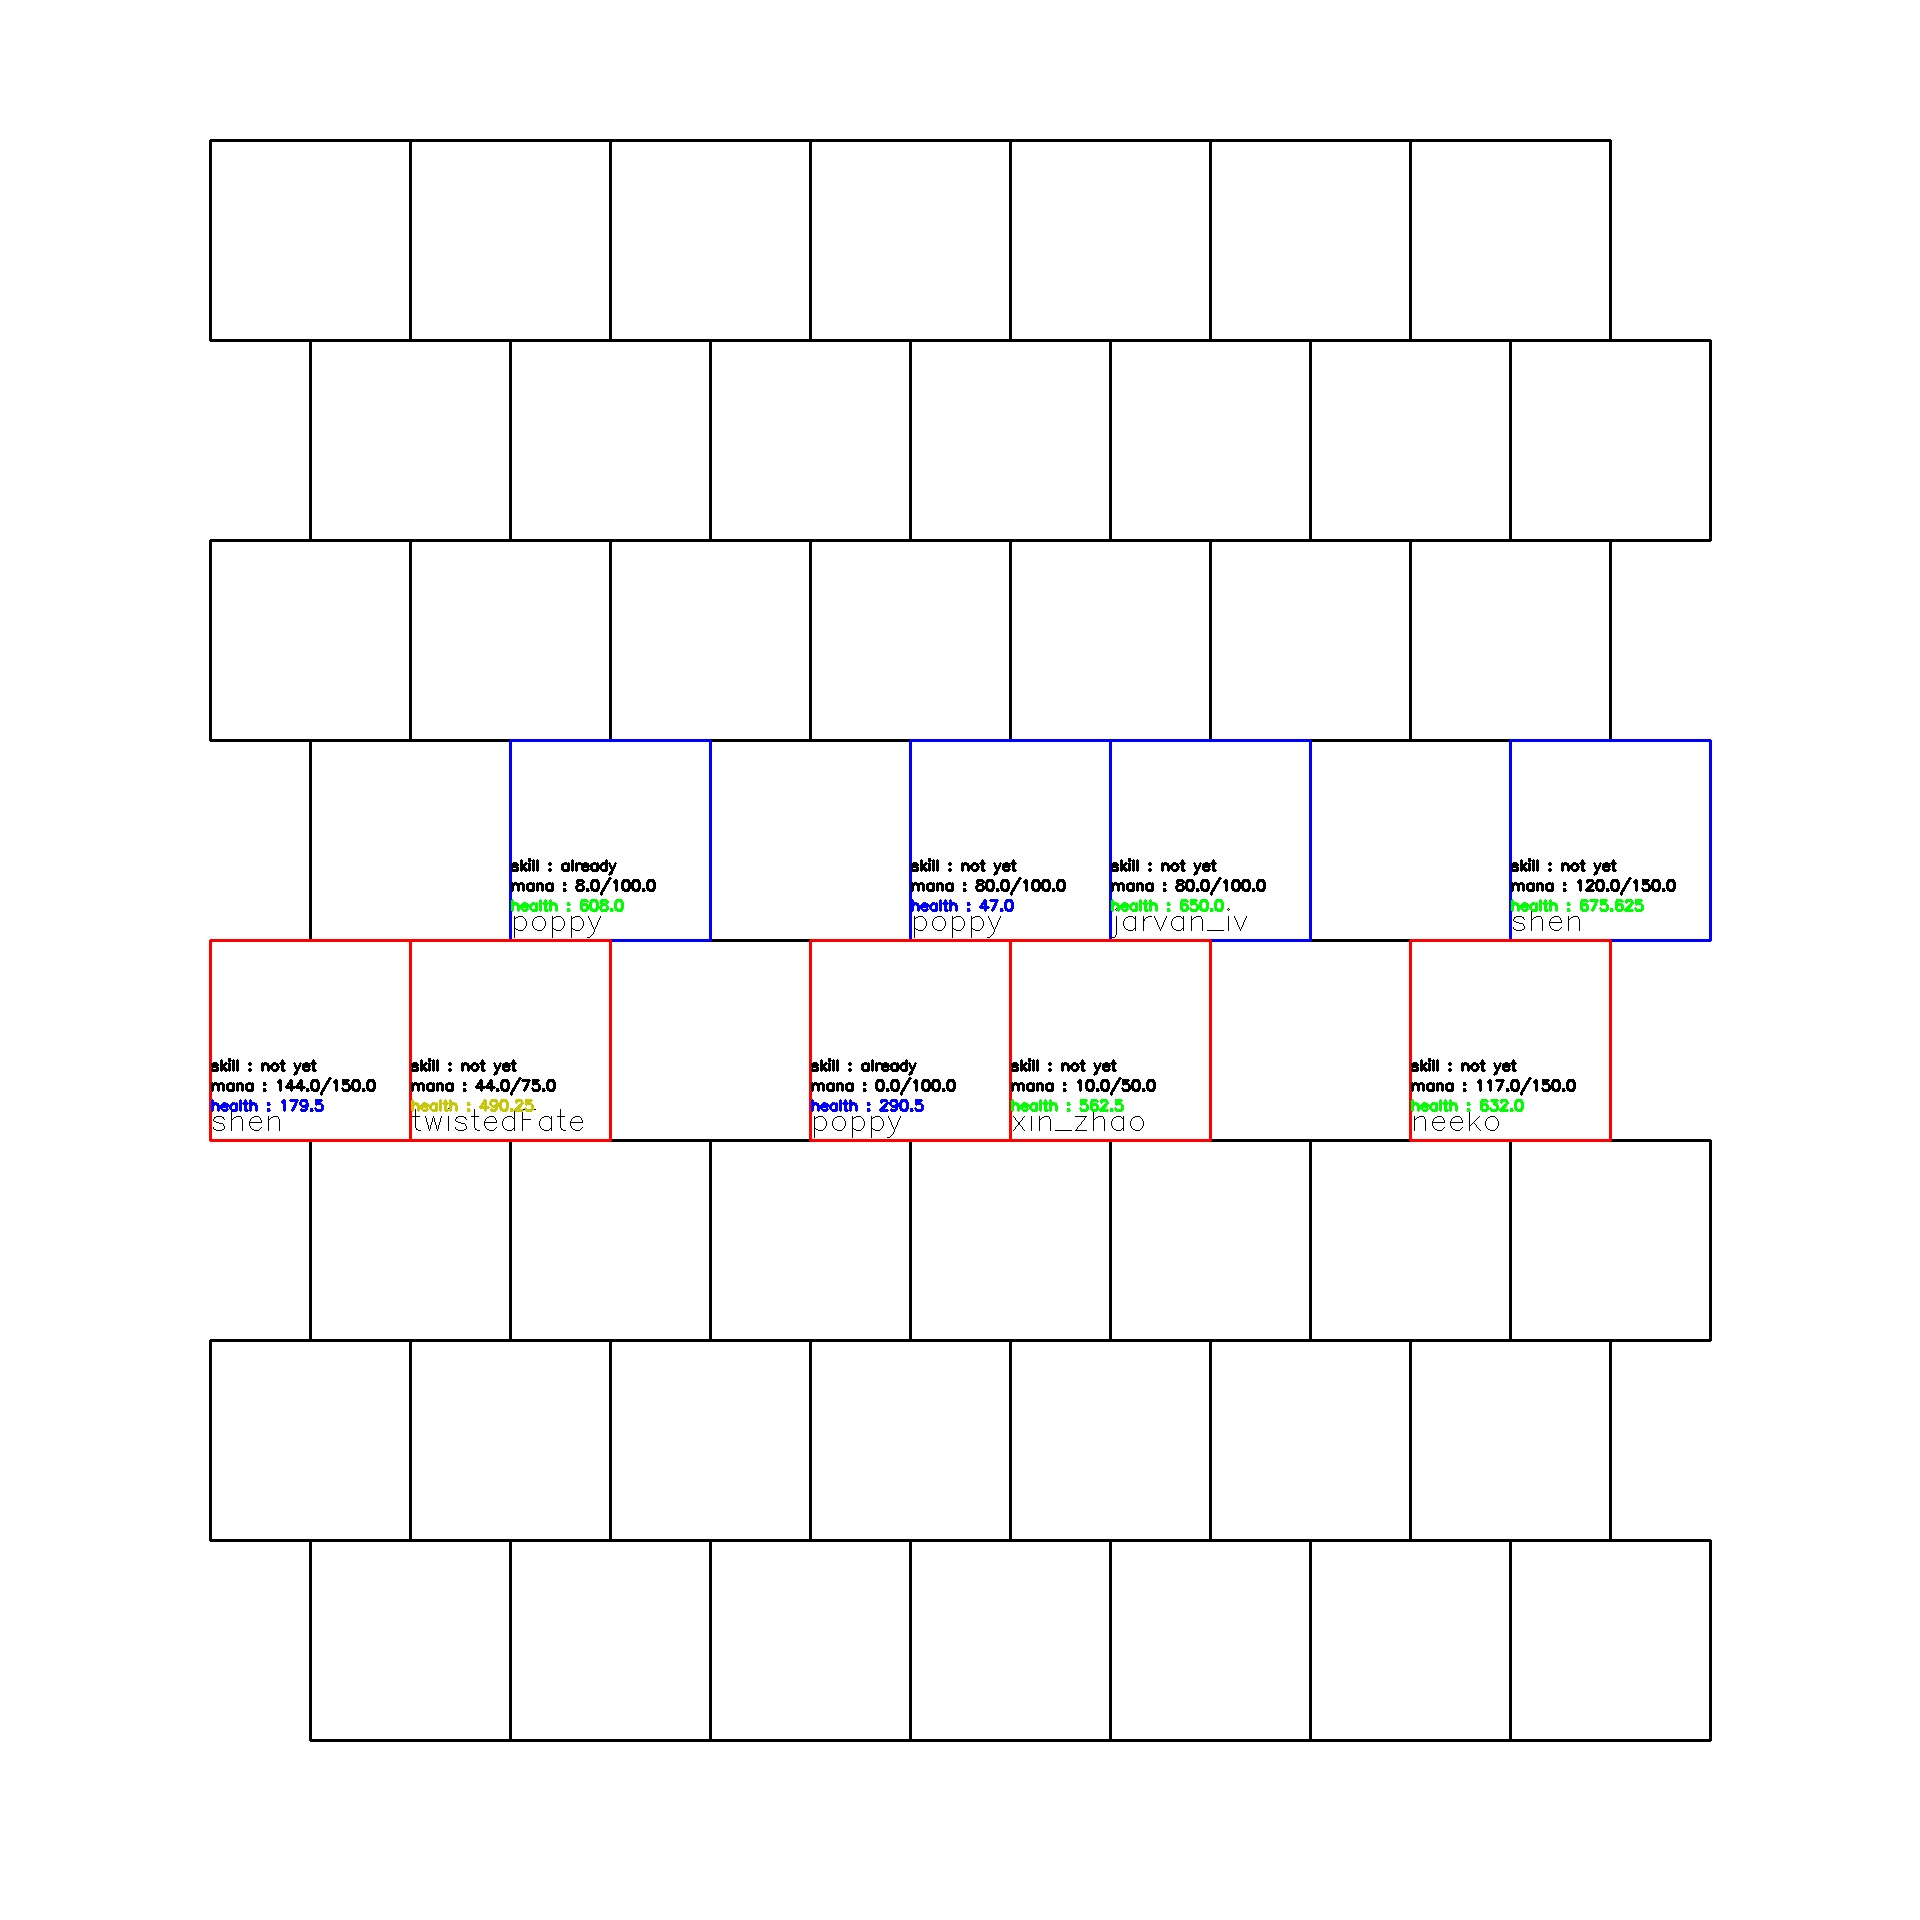 skill : already
mana : 8.0/100.0
health : 608.0
poppy
skill : not yet
mana : 80.0/100.0
health : 47.0
poppy
skill : not yet
mana : 80.0/100.0
health : 650.0
jarvan_iv
skill : not yet
mana : 120.0/150.0
health : 675.625
shen
skill : not yet
mana : 144.0/150.0
health : 179.5
shen
skill : not yet
mana : 44.0/75.0
health : 490.25
twistedFate
skill : already
mana : 0.0/100.0
health : 290.5
poppy
skill : not yet
mana : 10.0/50.0
health : 562.5
xin_zhao
skill : not yet
mana : 117.0/150.0
health : 632.0
neeko